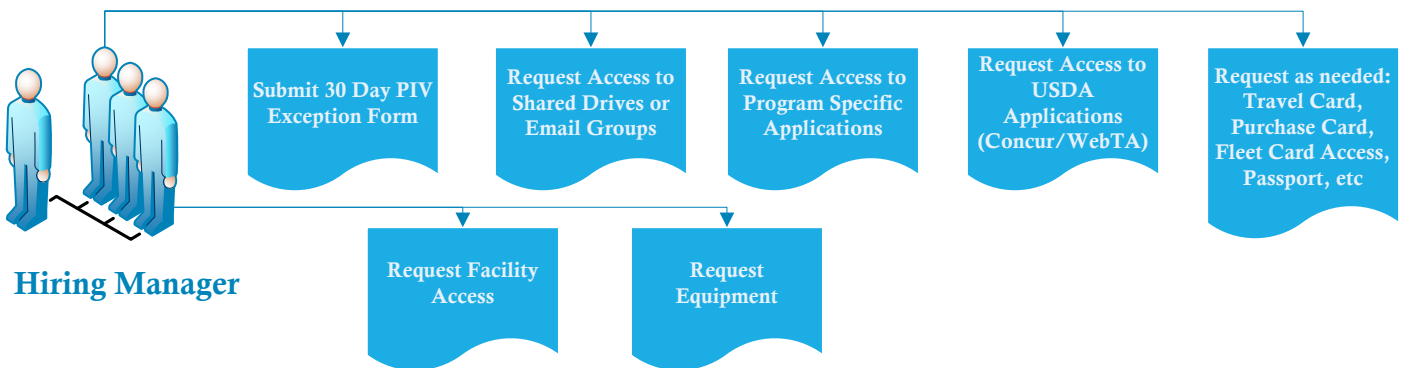 Submit 30 Day PIV
Exception Form
Request Access to
Shared Drives or
Email Groups
Request Access to
Program Specific
Applications
Request Access to
USDA
Applications
(Concur/WebTA)
Request as needed:
Travel Card,
Purchase Card,
Fleet Card Access,
Passport, etc
Hiring Manager
Request Facility
Access
Request
Equipment